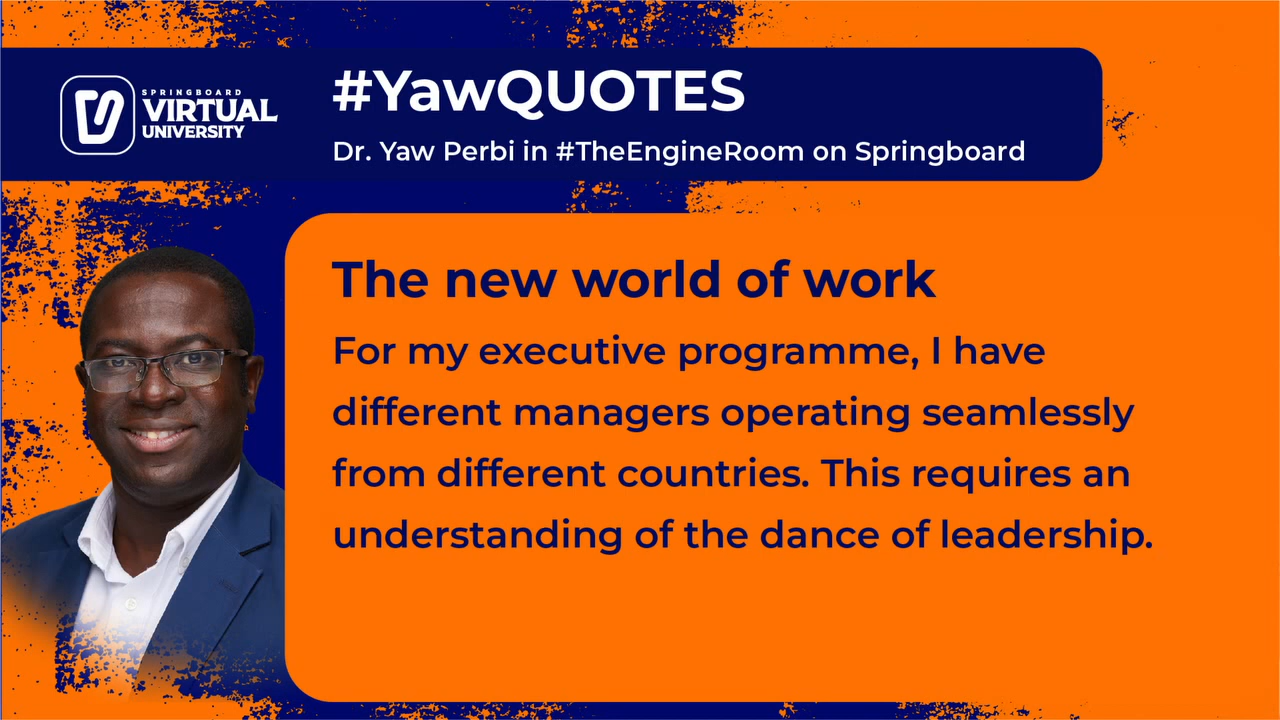 SPRINGBOARD
VIRTUAL
UNIVERSITY
#YawQUOTES
Dr. Yaw Perbi in #TheEngineRoom on Springboard
The new world of work
For my executive programme, I have
different managers operating seamlessly
from different countries. This requires an
understanding of the dance of leadership.